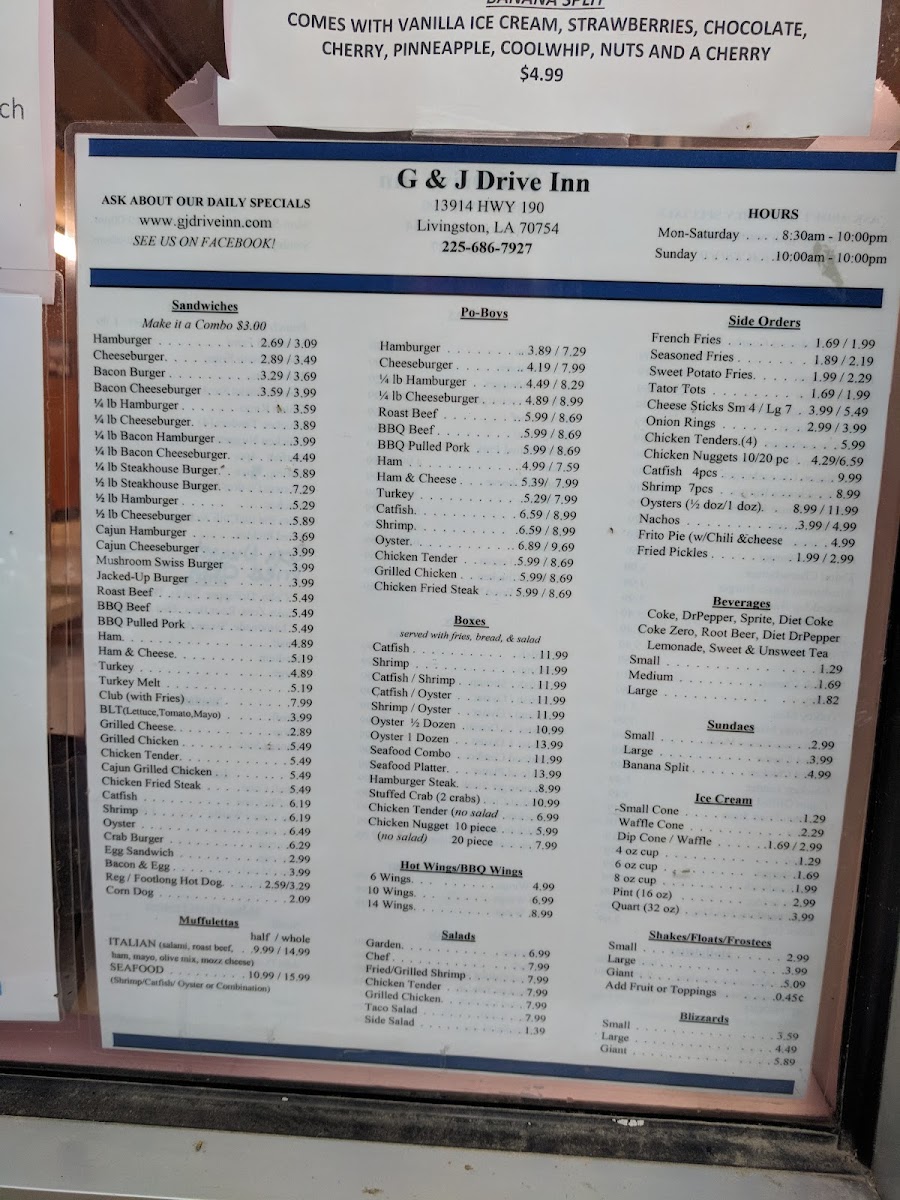 ch
BANANA SPLIT
COMES WITH VANILLA ICE CREAM, STRAWBERRIES, CHOCOLATE,
CHERRY, PINNEAPPLE, COOLWHIP, NUTS AND A CHERRY
$4.99
G & J Drive Inn
13914 HWY 190
Livingston, LA 70754
225-686-7927
ASK ABOUT OUR DAILY SPECIALS
www.gjdriveinn.com
SEE US ON FACEBOOK!
HOURS
Mon-Saturday . . . . 8:30am - 10:00pm
Sunday . . . . . . . 10:00am - 10:00pm
Sandwiches
Make it a Combo $3.00
Hamburger . . . . 2.69 / 3.09
Cheeseburger. . . . 2.89 / 3.49
Bacon Burger . . . . 3.29 / 3.69
Bacon Cheeseburger . . . . 3.59 / 3.99
¼ lb Hamburger . . . . 3.59
¼ lb Cheeseburger. . . . 3.89
¼ lb Bacon Hamburger . . . . 3.99
¼ lb Bacon Cheeseburger. . . . 4.49
¼ lb Steakhouse Burger. . . . 5.89
½ lb Steakhouse Burger. . . . 7.29
½ lb Hamburger . . . . 5.29
½ lb Cheeseburger . . . . 5.89
Cajun Hamburger . . . . 3.69
Cajun Cheeseburger . . . . 3.99
Mushroom Swiss Burger . . . . 3.99
Jacked-Up Burger . . . . 3.99
Roast Beef . . . . 5.49
BBQ Beef . . . . 5.49
BBQ Pulled Pork . . . . 5.49
Ham. . . . 4.89
Ham & Cheese. . . . 5.19
Turkey . . . . 4.89
Turkey Melt . . . . 5.19
Club (with Fries) . . . . 7.99
BLT(Lettuce,Tomato,Mayo) . . . . 3.99
Grilled Cheese. . . . 2.89
Grilled Chicken . . . . 5.49
Chicken Tender. . . . 5.49
Cajun Grilled Chicken . . . . 5.49
Chicken Fried Steak . . . . 5.49
Catfish . . . . 6.19
Shrimp . . . . 6.19
Oyster . . . . 6.49
Crab Burger . . . . 6.29
Egg Sandwich . . . . 2.99
Bacon & Egg . . . . 3.99
Reg / Footlong Hot Dog. . . . 2.59/3.29
Corn Dog . . . . 2.09
Muffulettas
half / whole
ITALIAN (salami, roast beef, . . 9.99 / 14.99
ham, mayo, olive mix, mozz cheese)
SEAFOOD . . . . 10.99 / 15.99
(Shrimp/Catfish/ Oyster or Combination)
Po-Boys
Hamburger . . . . 3.89 / 7.29
Cheeseburger . . . . 4.19 / 7.99
¼ lb Hamburger . . . . 4.49 / 8.29
¼ lb Cheeseburger . . . . 4.89 / 8.99
Roast Beef . . . . 5.99 / 8.69
BBQ Beef . . . . 5.99 / 8.69
BBQ Pulled Pork . . . . 5.99 / 8.69
Ham . . . . 4.99 / 7.59
Ham & Cheese . . . . 5.39/ 7.99
Turkey . . . . 5.29/ 7.99
Catfish. . . . 6.59 / 8.99
Shrimp. . . . 6.59 / 8.99
Oyster. . . . 6.89 / 9.69
Chicken Tender . . . . 5.99 / 8.69
Grilled Chicken . . . . 5.99/ 8.69
Chicken Fried Steak . . . . 5.99 / 8.69
Boxes
served with fries, bread, & salad
Catfish . . . . 11.99
Shrimp . . . . 11.99
Catfish / Shrimp . . . . 11.99
Catfish / Oyster . . . . 11.99
Shrimp / Oyster . . . . 11.99
Oyster ½ Dozen . . . . 10.99
Oyster 1 Dozen . . . . 13.99
Seafood Combo . . . . 11.99
Seafood Platter. . . . 13.99
Hamburger Steak. . . . 8.99
Stuffed Crab (2 crabs) . . . . 10.99
Chicken Tender (no salad . . . . 6.99
Chicken Nugget 10 piece . . . . 5.99
(no salad) 20 piece . . . . 7.99
Hot Wings/BBQ Wings
6 Wings. . . . 4.99
10 Wings. . . . 6.99
14 Wings. . . . 8.99
Salads
Garden. . . . 6.99
Chef . . . . 7.99
Fried/Grilled Shrimp . . . . 7.99
Chicken Tender . . . . 7.99
Grilled Chicken. . . . 7.99
Taco Salad . . . . 7.99
Side Salad . . . . 1.39
Side Orders
French Fries . . . . 1.69 / 1.99
Seasoned Fries . . . . 1.89 / 2.19
Sweet Potato Fries. . . . 1.99 / 2.29
Tator Tots . . . . 1.69 / 1.99
Cheese Sticks Sm 4 / Lg 7 . 3.99 / 5.49
Onion Rings . . . . 2.99 / 3.99
Chicken Tenders.(4) . . . . 5.99
Chicken Nuggets 10/20 pc . 4.29/6.59
Catfish 4pcs . . . . 9.99
Shrimp 7pcs . . . . 8.99
Oysters (½ doz/1 doz). . 8.99 / 11.99
Nachos . . . . 3.99 / 4.99
Frito Pie (w/Chili &cheese . . . . 4.99
Fried Pickles . . . . 1.99 / 2.99
Beverages
Coke, DrPepper, Sprite, Diet Coke
Coke Zero, Root Beer, Diet DrPepper
Lemonade, Sweet & Unsweet Tea
Small . . . . 1.29
Medium . . . . 1.69
Large . . . . 1.82
Sundaes
Small . . . . 2.99
Large . . . . 3.99
Banana Split . . . . 4.99
Ice Cream
-Small Cone . . . . 1.29
Waffle Cone . . . . 2.29
Dip Cone / Waffle . . . . 1.69 / 2.99
4 oz cup . . . . 1.29
6 oz cup . . . . 1.69
8 oz cup . . . . 1.99
Pint (16 oz) . . . . 2.99
Quart (32 oz) . . . . 3.99
Shakes/Floats/Frostees
Small . . . . 2.99
Large . . . . 3.99
Giant . . . . 5.09
Add Fruit or Toppings . . . . 0.45¢
Blizzards
Small . . . . 3.59
Large . . . . 4.49
Giant . . . . 5.89